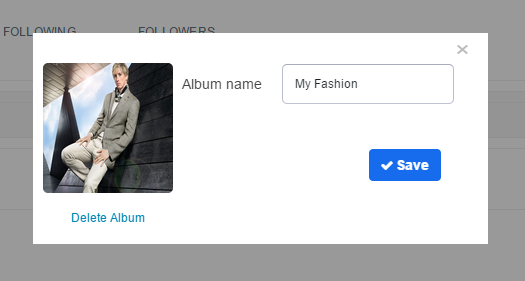 FOLLOWING FOLLOWERS
×
Album name My Fashion
Save
Delete Album